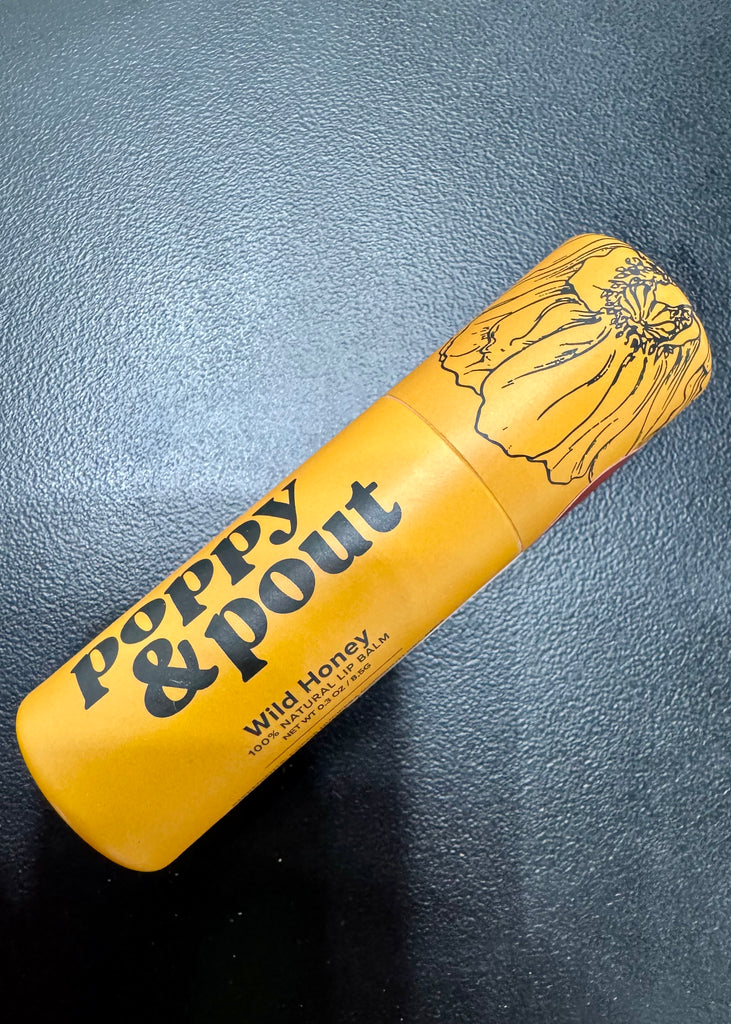 poppy
& pout
Wild Honey
100% NATURAL LIP BALM
NET WT 0.3 OZ / 8.5G